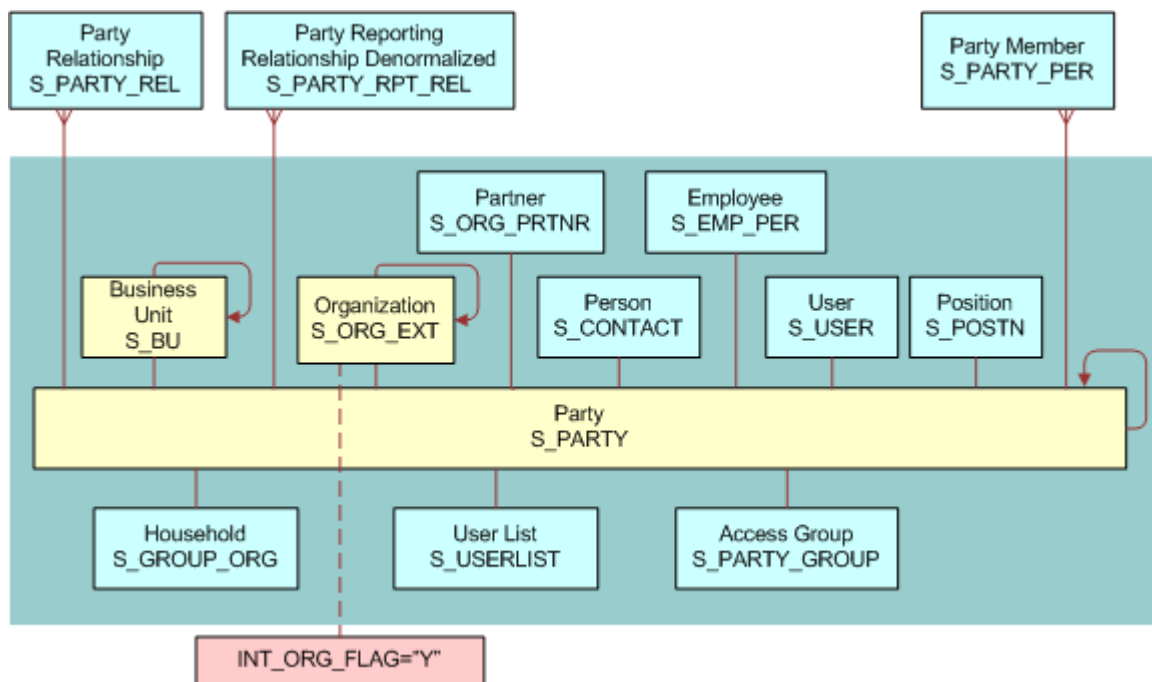 Party
Relationship
S_PARTY_REL
Party Reporting
Relationship Denormalized
S_PARTY_RPT_REL
Party Member
S_PARTY_PER
Partner
S_ORG_PRTNR
Employee
S_EMP_PER
Business
Unit
S_BU
Organization
S_ORG_EXT
Person
S_CONTACT
User
S_USER
Position
S_POSTN
Party
S_PARTY
Household
S_GROUP_ORG
User List
S_USERLIST
Access Group
S_PARTY_GROUP
INT_ORG_FLAG="Y"